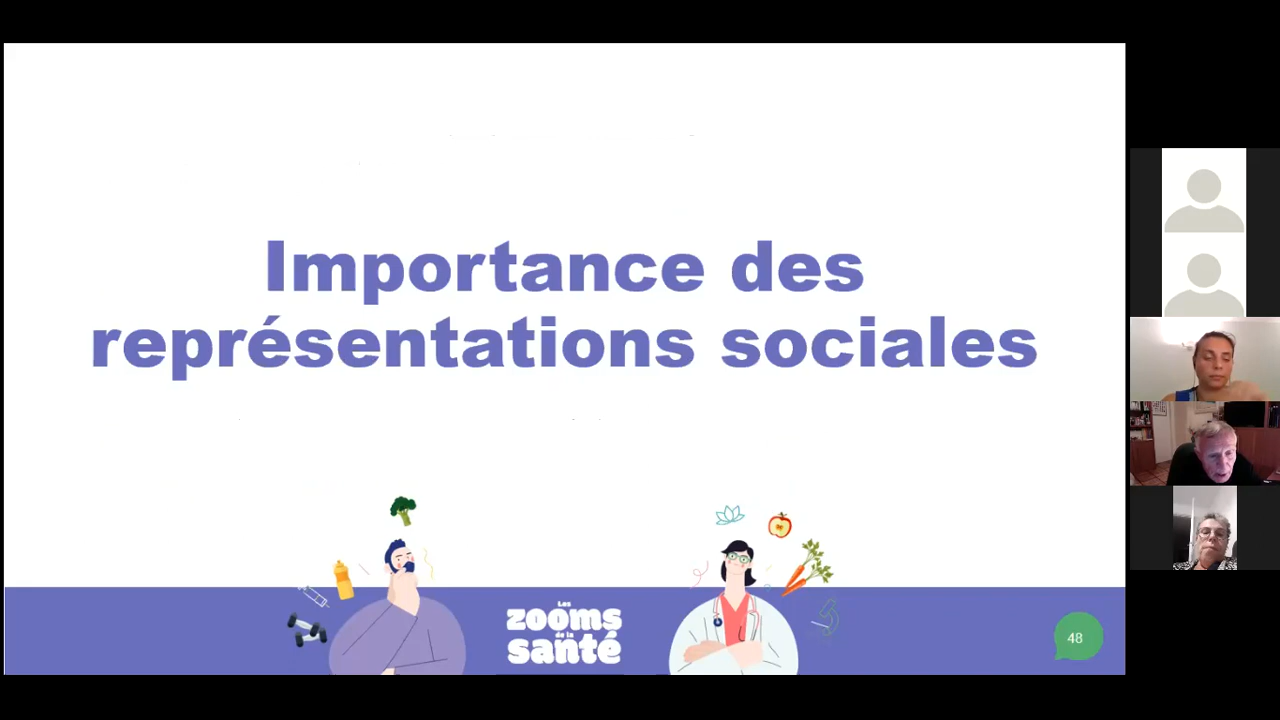 Importance des
représentations sociales
Les
zooms
de la
santé
48